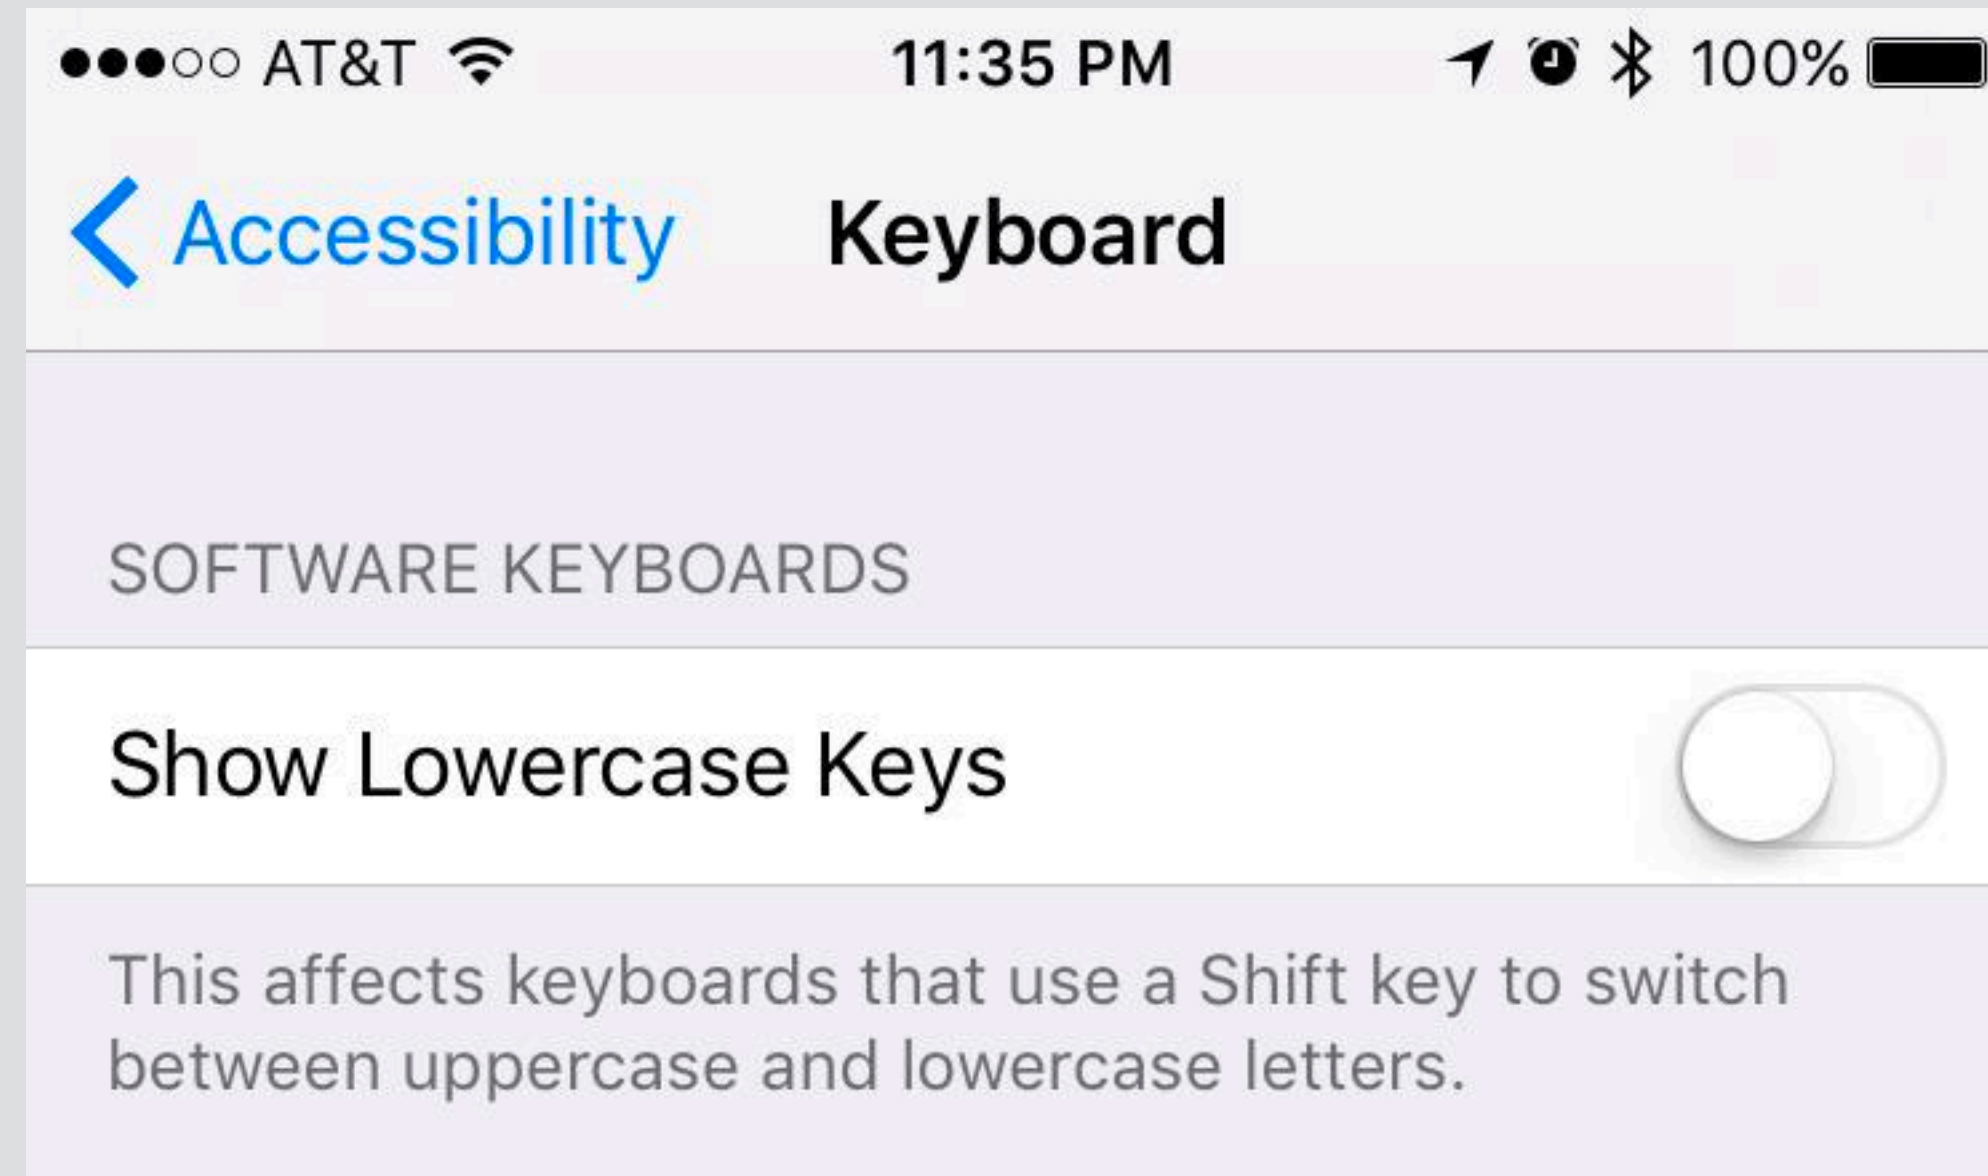 AT&T 11:35 PM 100%
Accessibility Keyboard
SOFTWARE KEYBOARDS
Show Lowercase Keys
This affects keyboards that use a Shift key to switch
between uppercase and lowercase letters.